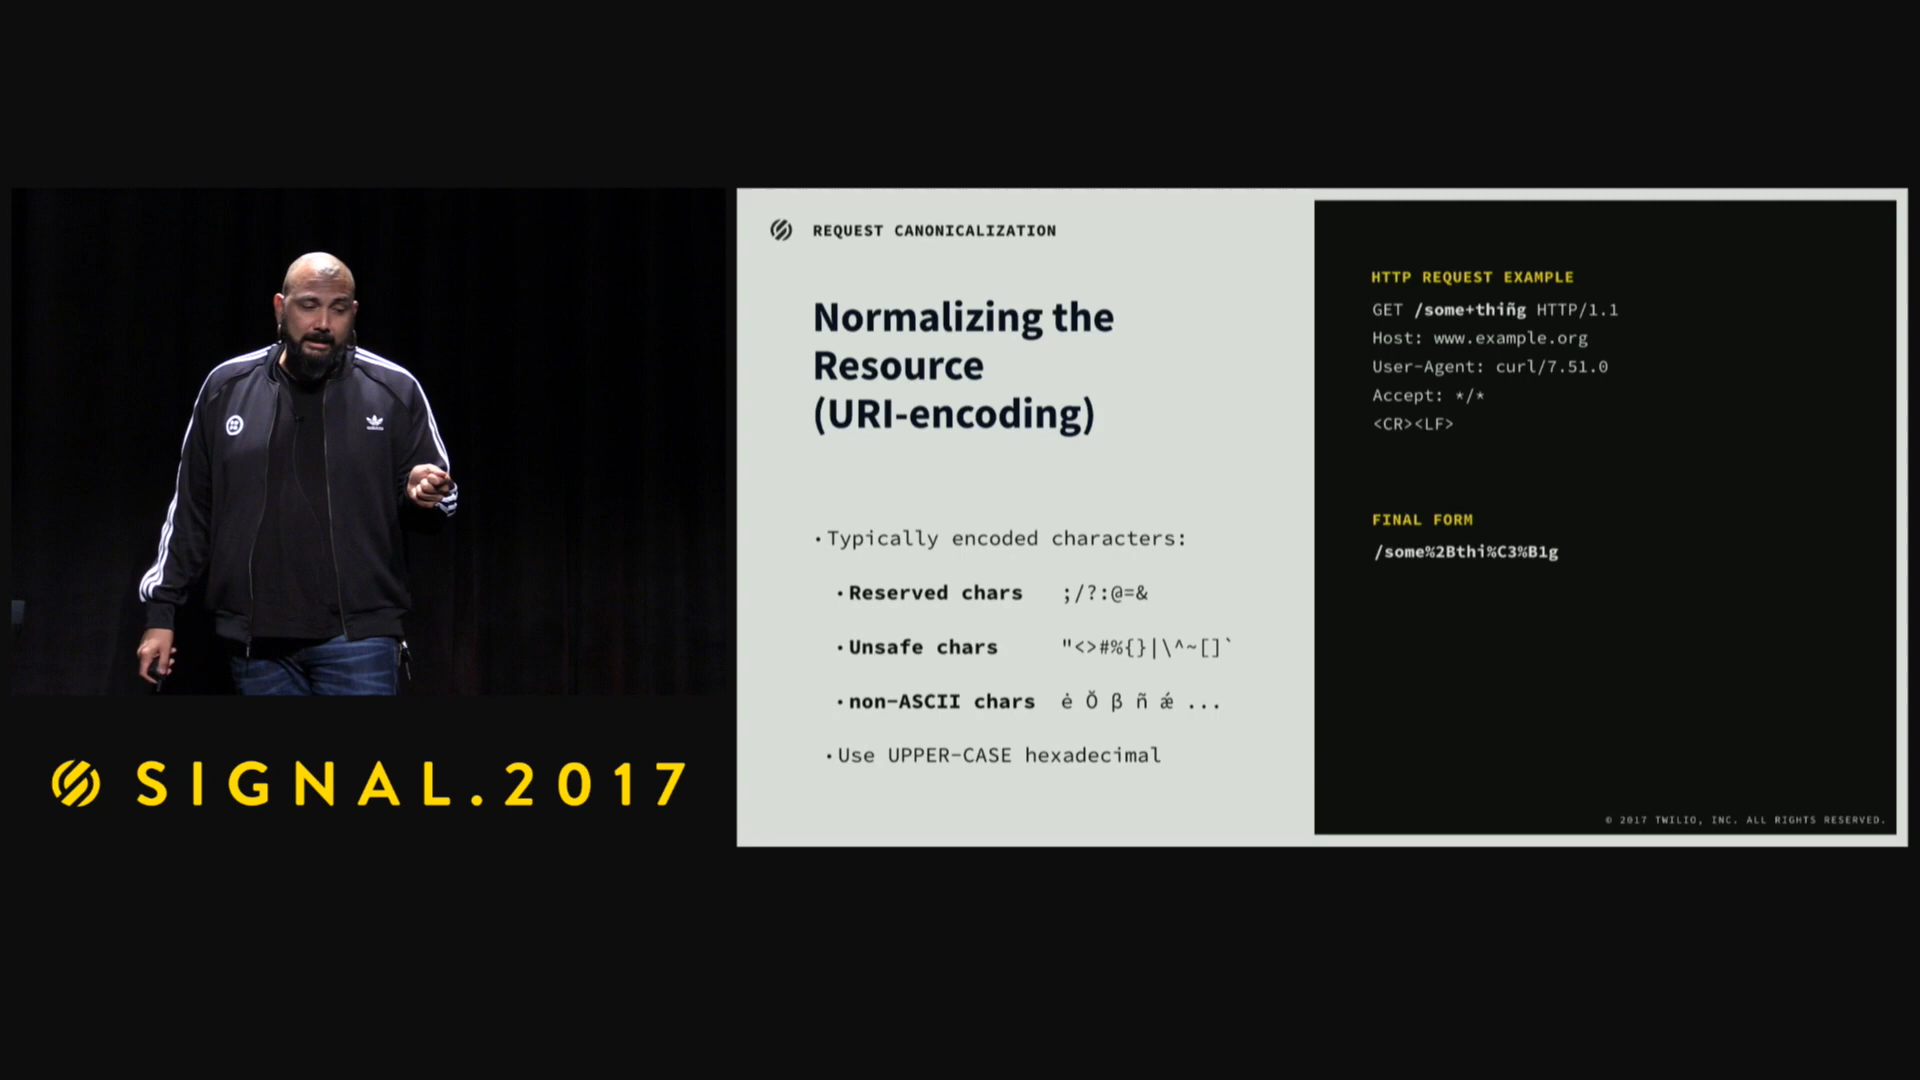 REQUEST CANONICALIZATION
Normalizing the
Resource
(URI-encoding)
• Typically encoded characters:
• Reserved chars ;/?:@=&
• Unsafe chars "<>#%{}|\^~[]`
• non-ASCII chars ė Ŏ β ñ ǽ ...
• Use UPPER-CASE hexadecimal
HTTP REQUEST EXAMPLE
GET /some+thiñg HTTP/1.1
Host: www.example.org
User-Agent: curl/7.51.0
Accept: */*
<CR><LF>
FINAL FORM
/some%2Bthi%C3%B1g
© 2017 TWILIO, INC. ALL RIGHTS RESERVED.
SIGNAL.2017